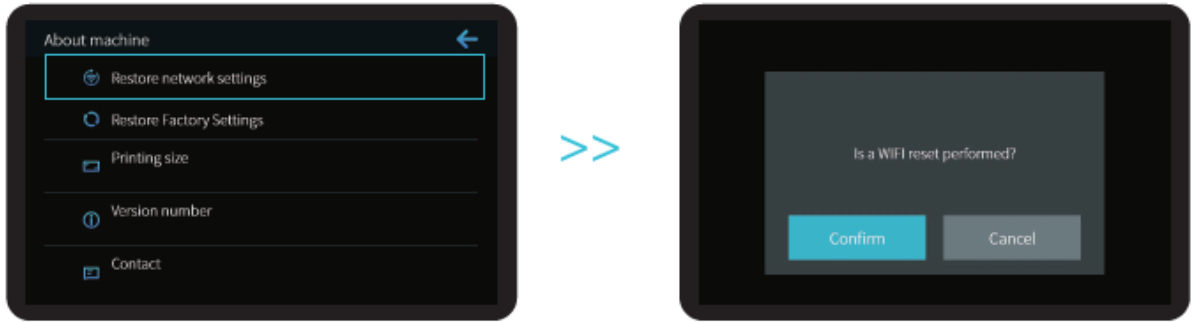 About machine
Restore network settings
Restore Factory Settings
Printing size
Version number
Contact
>>
Is a WIFI reset performed?
Confirm
Cancel